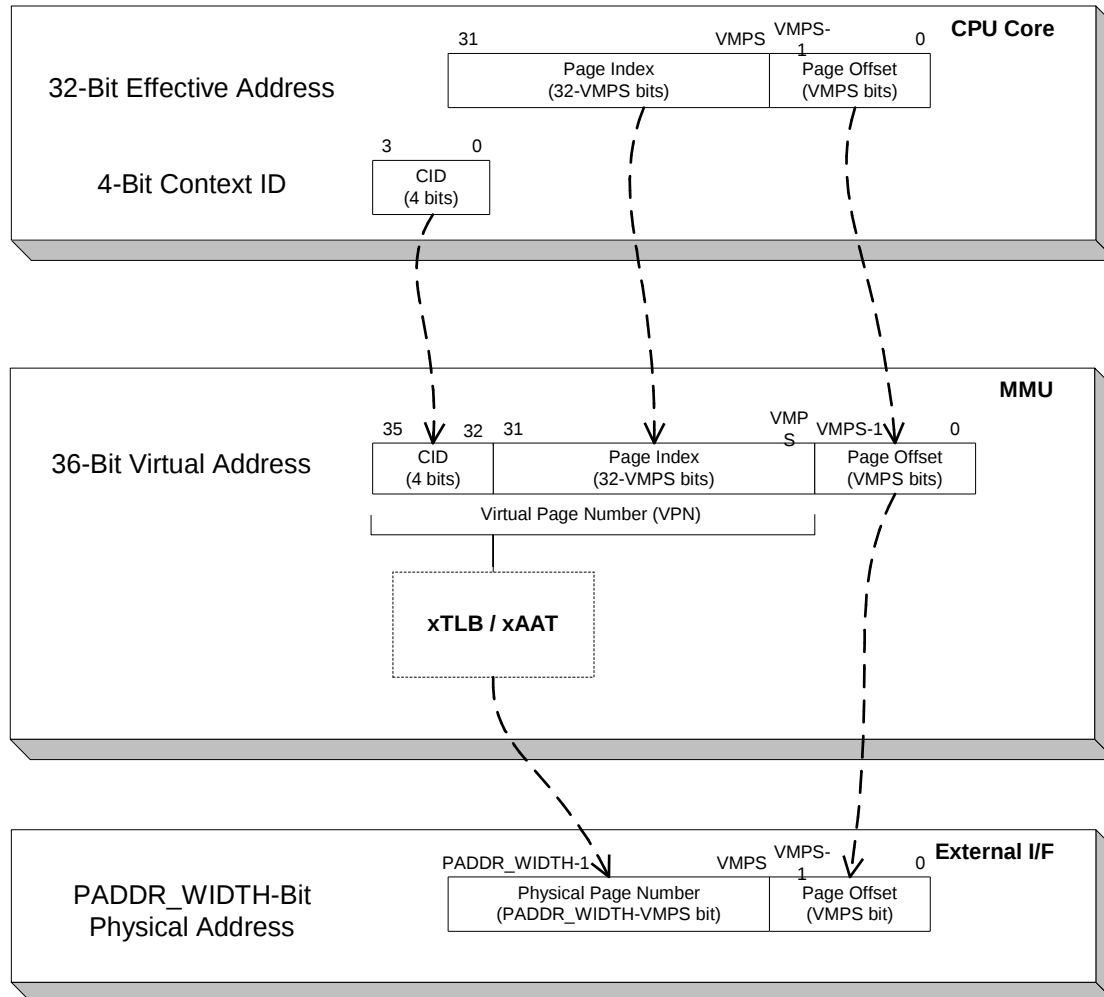 CPU Core
31
VMPS
VMPS-
1
0
32-Bit Effective Address
Page Index
(32-VMPS bits)
Page Offset
(VMPS bits)
3
0
4-Bit Context ID
CID
(4 bits)
MMU
35
32
31
VMP
S
VMPS-1
0
36-Bit Virtual Address
CID
(4 bits)
Page Index
(32-VMPS bits)
Page Offset
(VMPS bits)
Virtual Page Number (VPN)
xTLB / xAAT
External I/F
PADDR_WIDTH-1
VMPS
VMPS-
1
0
PADDR_WIDTH-Bit
Physical Address
Physical Page Number
(PADDR_WIDTH-VMPS bit)
Page Offset
(VMPS bit)